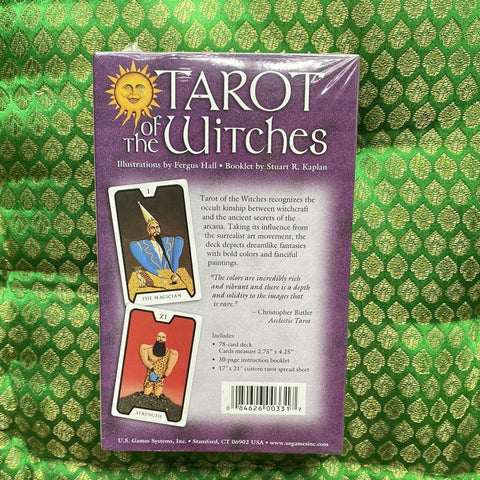 TAROT
of
the Witches
Illustrations by Fergus Hall • Booklet by Stuart R. Kaplan
I
THE MAGICIAN
XI
STRENGTH
Tarot of the Witches recognizes the
occult kinship between witchcraft
and the ancient secrets of the
arcana. Taking its influence from
the surrealist art movement, the
deck depicts dreamlike fantasies
with bold colors and fanciful
paintings.
"The colors are incredibly rich
and vibrant and there is a depth
and solidity to the images that
is rare."
– Christopher Butler
Aeclectic Tarot
Includes:
• 78-card deck
Cards measure 2.75" x 4.25"
• 30-page instruction booklet
• 17" x 21" custom tarot spread sheet
0 84626 00331 7
U.S. Games Systems, Inc. • Stamford, CT 06902 USA • www.usgamesinc.com